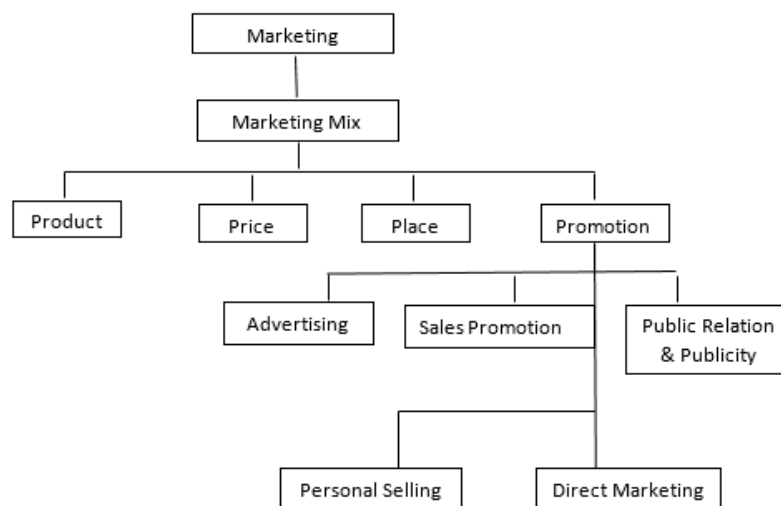 Marketing
Marketing Mix
Product
Price
Place
Promotion
Advertising
Sales Promotion
Public Relation
& Publicity
Personal Selling
Direct Marketing